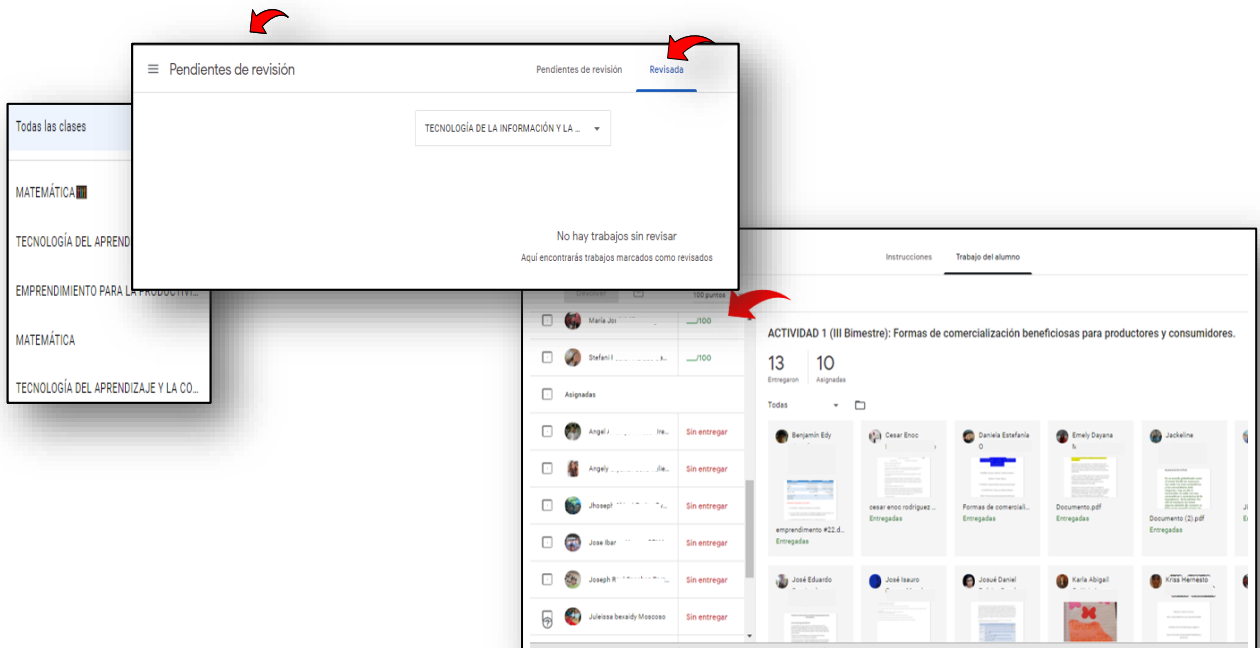 Pendientes de revisión
Pendientes de revisión
Revisada
TECNOLOGÍA DE LA INFORMACIÓN Y LA ...
No hay trabajos sin revisar
Aquí encontrarás trabajos marcados como revisados
Todas las clases
MATEMÁTICA
TECNOLOGÍA DEL APREND
EMPRENDIMIENTO PARA LA PRODUCTIVI...
MATEMÁTICA
TECNOLOGÍA DEL APRENDIZAJE Y LA CO...
Instrucciones
Trabajo del alumno
Devolver
100 puntos
María Jos
__/100
Stefani
__/100
Asignadas
Angel
Sin entregar
Angely
Sin entregar
Jhoseph
Sin entregar
Jose Ibar
Sin entregar
Joseph R
Sin entregar
Juleissa bexaidy Moscoso
Sin entregar
ACTIVIDAD 1 (III Bimestre): Formas de comercialización beneficiosas para productores y consumidores.
13
Entregaron
10
Asignadas
Todas
Benjamín Edy
emprendimiento #22.d...
Entregadas
Cesar Enoc
cesar enoc rodriguez ...
Entregadas
Daniela Estefanía
Formas de comerciali...
Entregadas
Emely Dayana
Documento.pdf
Entregadas
Jackeline
Documento (2).pdf
Entregadas
José Eduardo
José Isauro
Josué Daniel
Karla Abigail
Kriss Hernesto